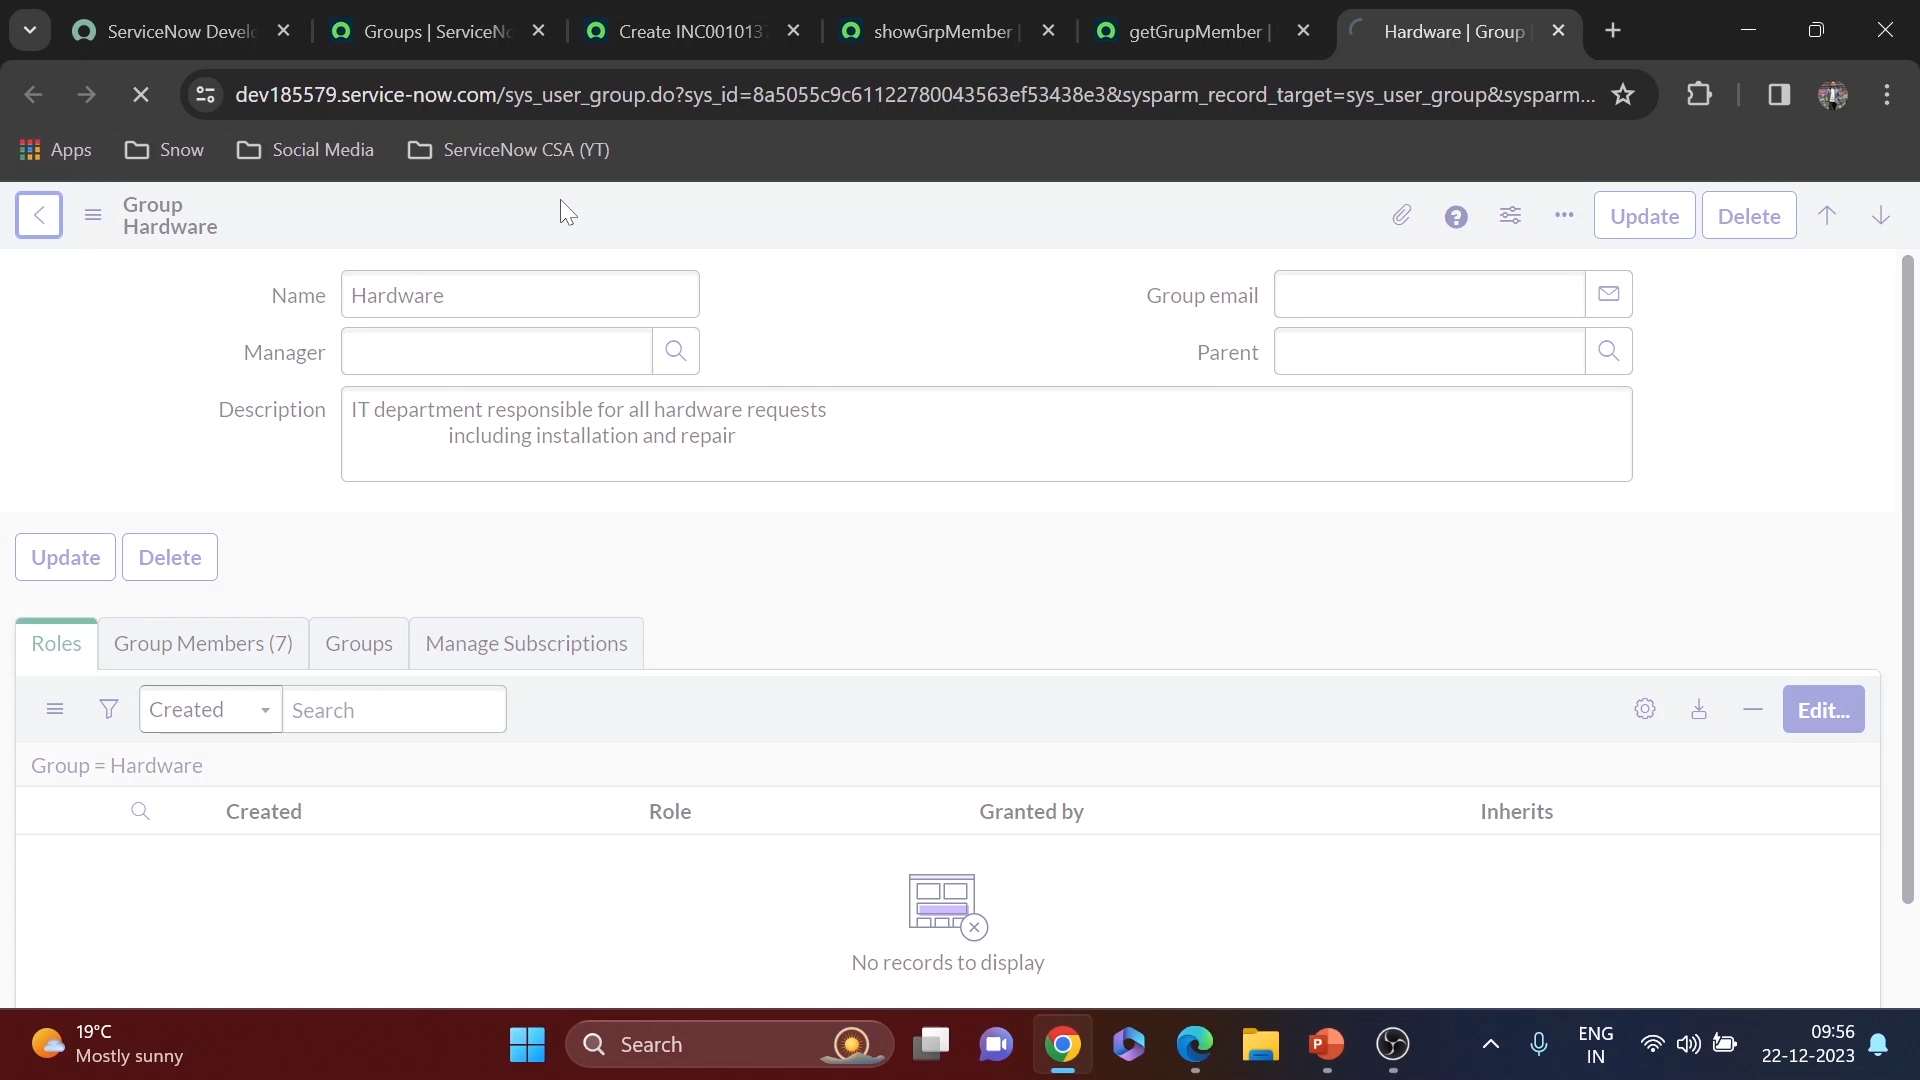 ServiceNow Devel
Groups | ServiceN
Create INC001013
showGrpMember |
getGrupMember |
Hardware | Group
dev185579.service-now.com/sys_user_group.do?sys_id=8a5055c9c61122780043563ef53438e3&sysparm_record_target=sys_user_group&sysparm...
Apps
Snow
Social Media
ServiceNow CSA (YT)
Group
Hardware
Update
Delete
Name
Hardware
Group email
Manager
Parent
Description
IT department responsible for all hardware requests
including installation and repair
Update
Delete
Roles
Group Members (7)
Groups
Manage Subscriptions
Created
Search
Edit...
Group = Hardware
Created
Role
Granted by
Inherits
No records to display
19°C
Mostly sunny
Search
ENG
IN
09:56
22-12-2023